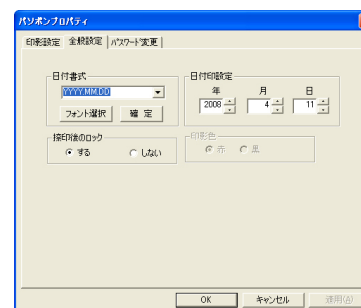 パソポンプロパティ
印影設定 全般設定 パスワード変更
日付書式
YYYY.MM.DD
フォント選択 確 定
日付印設定
年 月 日
2008 4 11
捺印後のロック
する しない
印影色
赤 黒
OK キャンセル 適用(A)